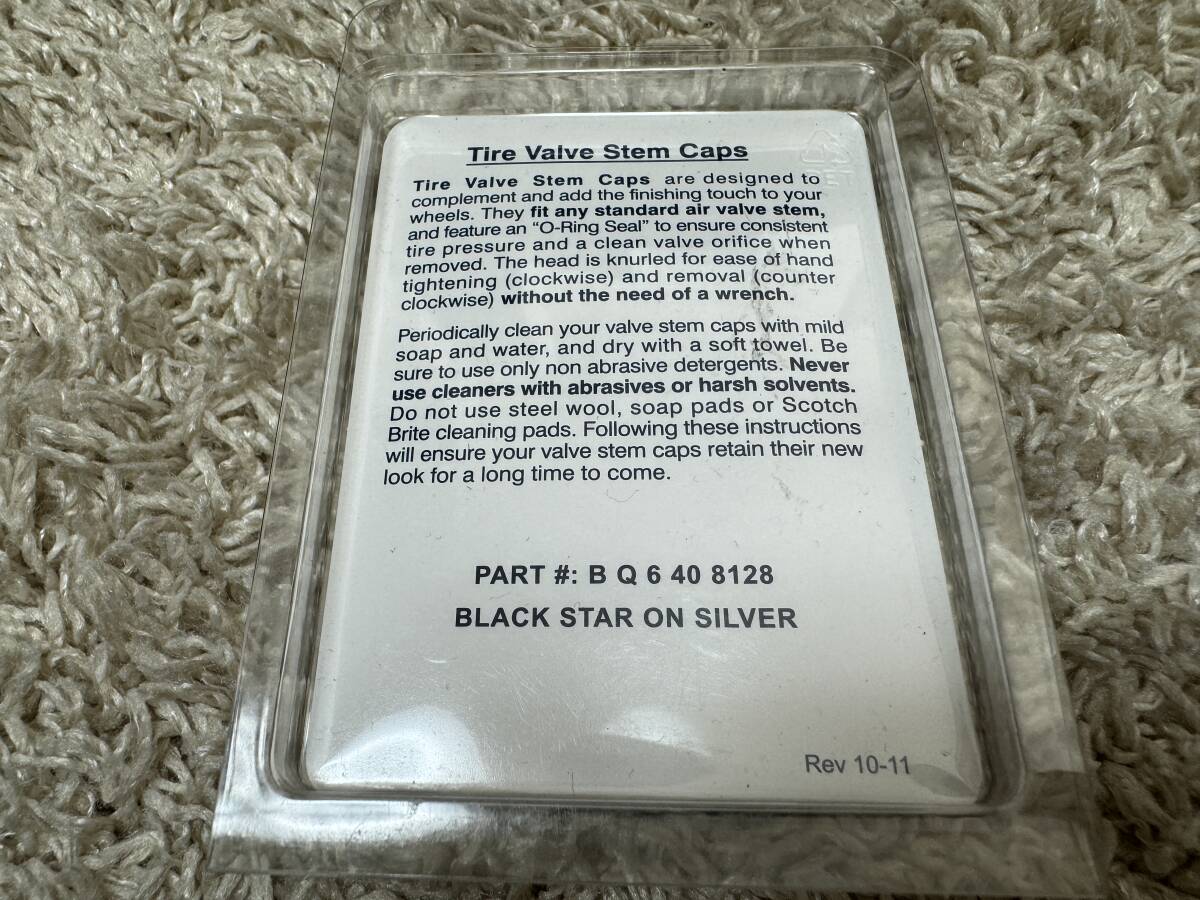 Tire Valve Stem Caps
Tire Valve Stem Caps are designed to
complement and add the finishing touch to your
wheels. They fit any standard air valve stem,
and feature an “O-Ring Seal” to ensure consistent
tire pressure and a clean valve orifice when
removed. The head is knurled for ease of hand
tightening (clockwise) and removal (counter
clockwise) without the need of a wrench.
Periodically clean your valve stem caps with mild
soap and water, and dry with a soft towel. Be
sure to use only non abrasive detergents. Never
use cleaners with abrasives or harsh solvents.
Do not use steel wool, soap pads or Scotch
Brite cleaning pads. Following these instructions
will ensure your valve stem caps retain their new
look for a long time to come.
PART #: B Q 6 40 8128
BLACK STAR ON SILVER
Rev 10-11